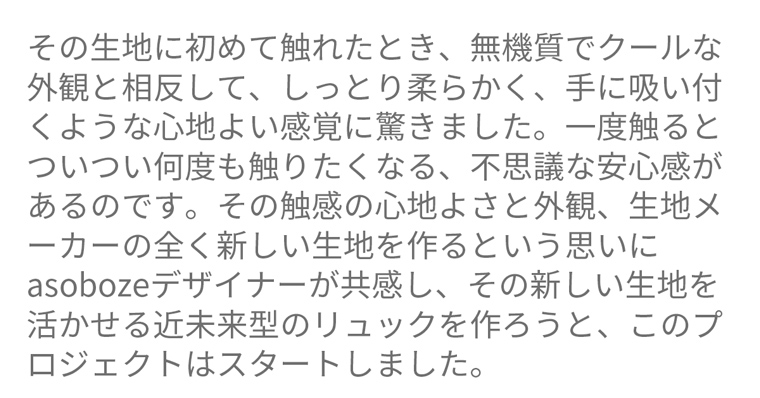 その生地に初めて触れたとき、無機質でクールな
外観と相反して、しっとり柔らかく、手に吸い付
くような心地よい感覚に驚きました。一度触ると
ついつい何度も触りたくなる、不思議な安心感が
あるのです。その触感の心地よさと外観、生地メ
ーカーの全く新しい生地を作るという思いに
asobozeデザイナーが共感し、その新しい生地を
活かせる近未来型のリュックを作ろうと、このプ
ロジェクトはスタートしました。